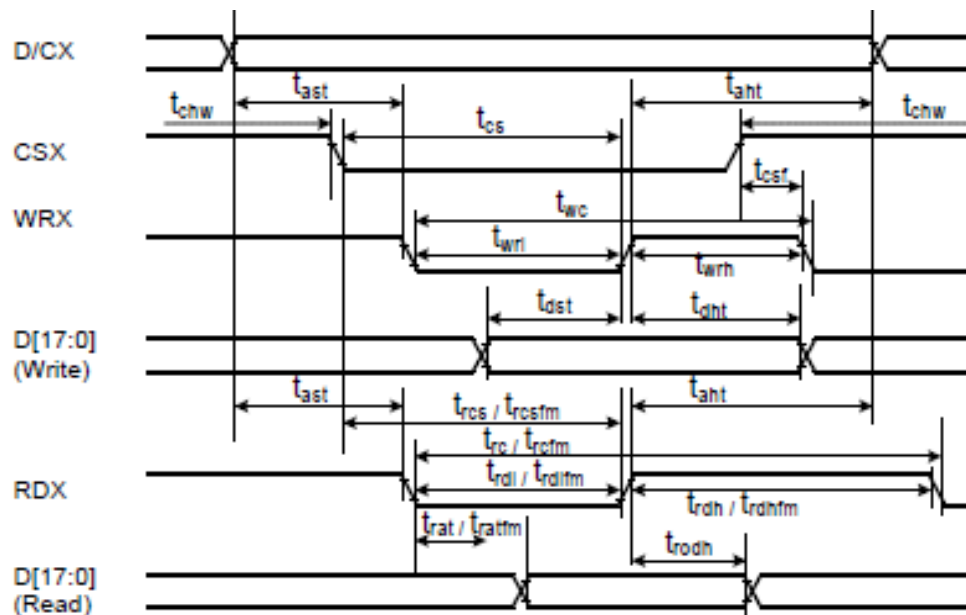 D/CX
tast
taht
tchw
tchw
tcs
CSX
tcsf
WRX
twc
twrl
twrh
tdst
tdht
D[17:0]
(Write)
tast
taht
trcs / trcsfm
trc / trcfm
RDX
trdl / trdlfm
trdh / trdhfm
trat / tratfm
trodh
D[17:0]
(Read)